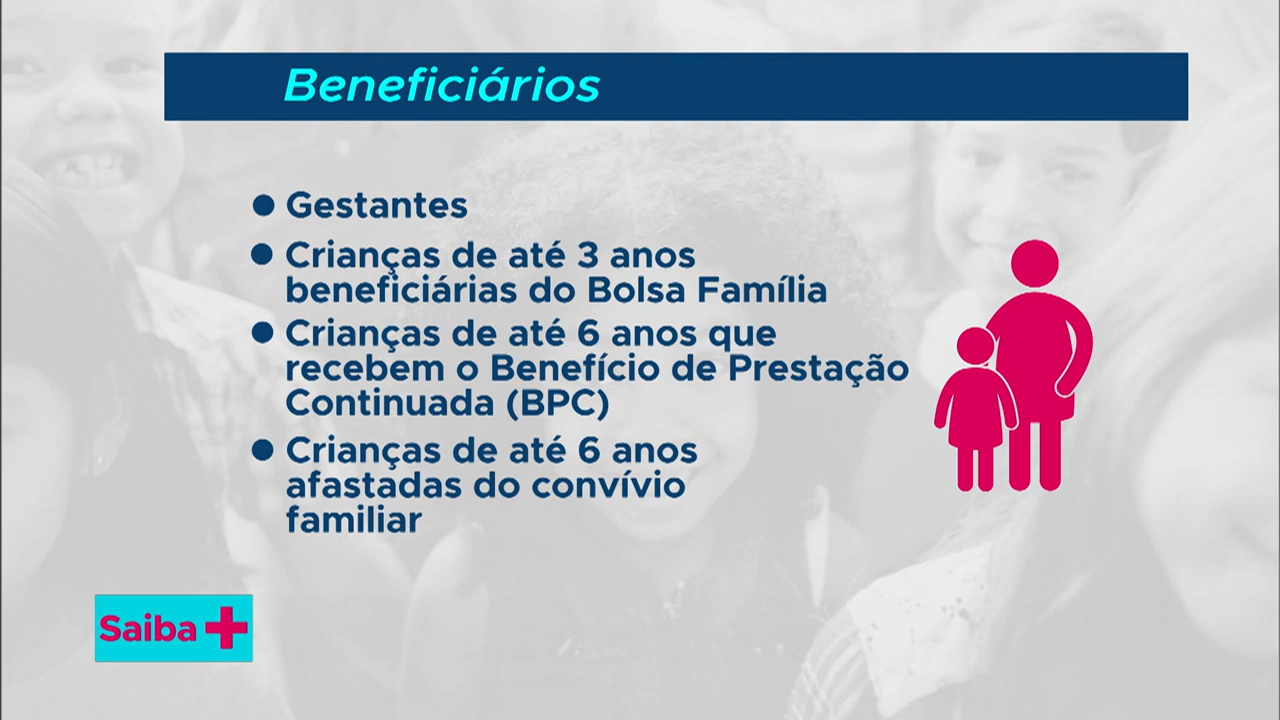 Beneficiários
● Gestantes
● Crianças de até 3 anos
beneficiárias do Bolsa Família
● Crianças de até 6 anos que
recebem o Benefício de Prestação
Continuada (BPC)
● Crianças de até 6 anos
afastadas do convívio
familiar
Saiba +